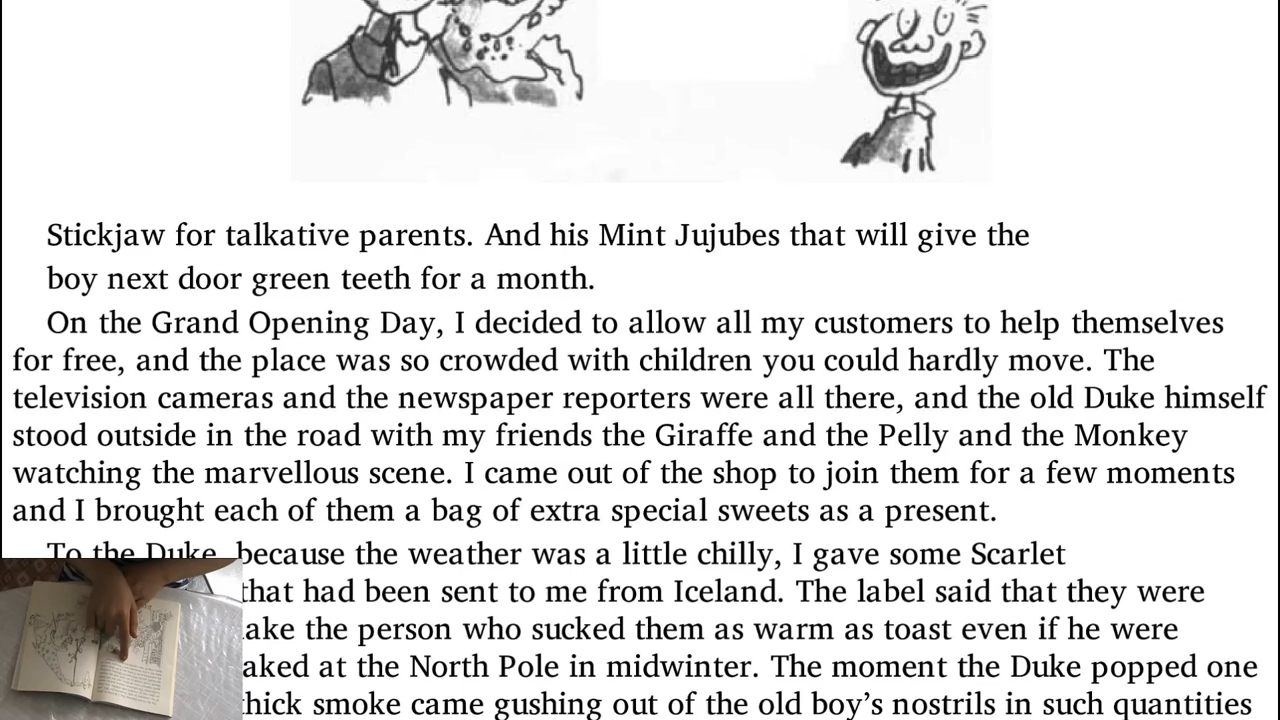 Stickjaw for talkative parents. And his Mint Jujubes that will give the
boy next door green teeth for a month.
On the Grand Opening Day, I decided to allow all my customers to help themselves
for free, and the place was so crowded with children you could hardly move. The
television cameras and the newspaper reporters were all there, and the old Duke himself
stood outside in the road with my friends the Giraffe and the Pelly and the Monkey
watching the marvellous scene. I came out of the shop to join them for a few moments
and I brought each of them a bag of extra special sweets as a present.
To the Duke, because the weather was a little chilly, I gave some Scarlet
that had been sent to me from Iceland. The label said that they were
the person who sucked them as warm as toast even if he were
at the North Pole in midwinter. The moment the Duke popped one
thick smoke came gushing out of the old boy’s nostrils in such quantities